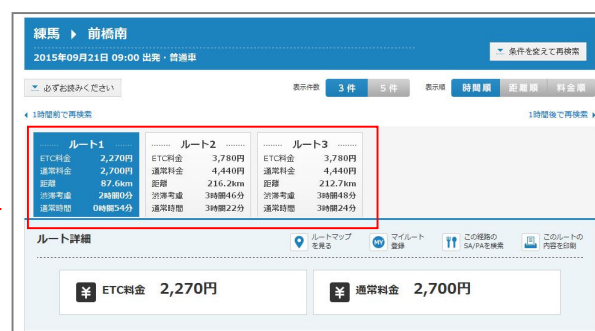 練馬 ▶ 前橋南
2015年09月21日 09:00 出発・普通車
条件を変えて再検索
必ずお読みください
表示件数 3件 5件 表示順 時間順 距離順 料金順
1時間前で再検索 1時間後で再検索
ルート1 ルート2 ルート3
ETC料金 2,270円 ETC料金 3,780円 ETC料金 3,780円
通常料金 2,700円 通常料金 4,440円 通常料金 4,440円
距離 87.6km 距離 216.2km 距離 212.7km
渋滞考慮 2時間0分 渋滞考慮 3時間46分 渋滞考慮 3時間48分
通常時間 0時間54分 通常時間 3時間22分 通常時間 3時間24分
ルート詳細
ルートマップを見る
MY マイルート登録
この経路のSA/PAを検索
このルートの内容を印刷
¥ ETC料金 2,270円 ¥ 通常料金 2,700円